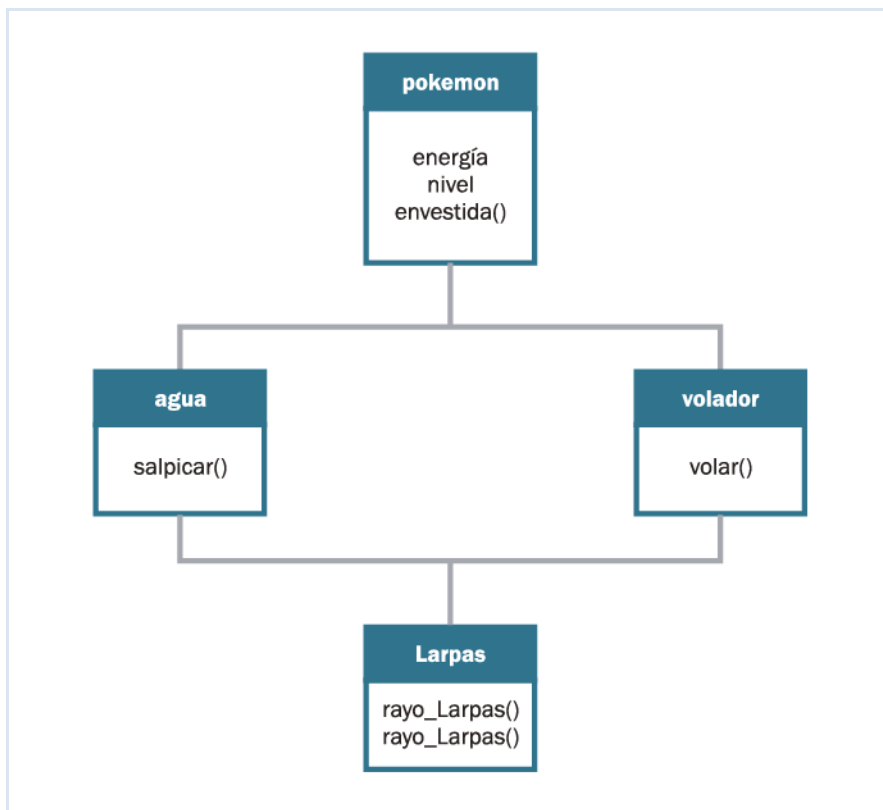 pokemon
energía
nivel
envestida()
agua
volador
salpicar()
volar()
Larpas
rayo_Larpas()
rayo_Larpas()